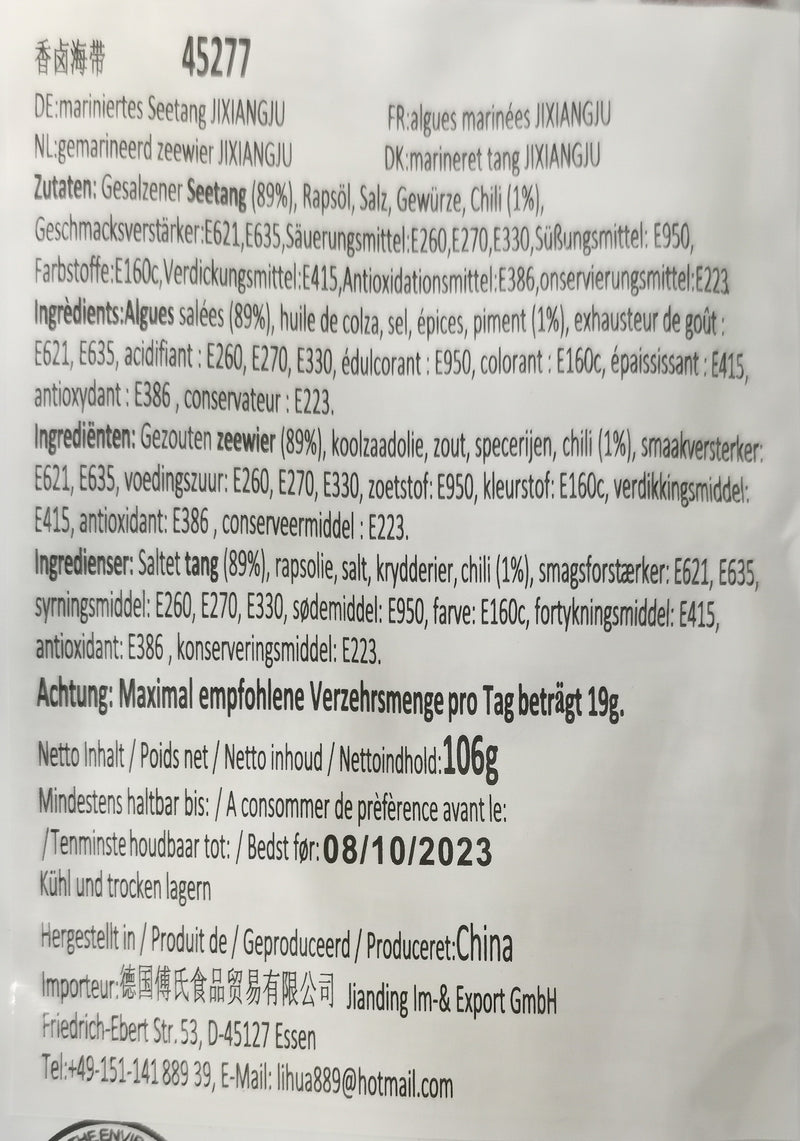 香卤海带 45277
DE:mariniertes Seetang JIXIANGJU FR:algues marinées JIXIANGJU
NL:gemarineerd zeewier JIXIANGJU DK:marineret tang JIXIANGJU
Zutaten: Gesalzener Seetang (89%), Rapsöl, Salz, Gewürze, Chili (1%),
Geschmacksverstärker:E621,E635,Säuerungsmittel:E260,E270,E330,Süßungsmittel: E950,
Farbstoffe:E160c,Verdickungsmittel:E415,Antioxidationsmittel:E386,onservierungsmittel:E223
Ingrèdients:Algues salées (89%), huile de colza, sel, épices, piment (1%), exhausteur de goût :
E621, E635, acidifiant : E260, E270, E330, édulcorant : E950, colorant : E160c, épaississant : E415,
antioxydant : E386 , conservateur : E223.
Ingrediënten: Gezouten zeewier (89%), koolzaadolie, zout, specerijen, chili (1%), smaakversterker:
E621, E635, voedingszuur: E260, E270, E330, zoetstof: E950, kleurstof: E160c, verdikkingsmiddel:
E415, antioxidant: E386 , conserveermiddel : E223.
Ingredienser: Saltet tang (89%), rapsolie, salt, krydderier, chili (1%), smagsforstærker: E621, E635,
syrningsmiddel: E260, E270, E330, sødemiddel: E950, farve: E160c, fortykningsmiddel: E415,
antioxidant: E386 , konserveringsmiddel: E223.
Achtung: Maximal empfohlene Verzehrsmenge pro Tag beträgt 19g.
Netto Inhalt / Poids net / Netto inhoud / Nettoindhold:106g
Mindestens haltbar bis: / A consommer de prèfèrence avant le:
/Tenminste houdbaar tot: / Bedst før:08/10/2023
Kühl und trocken lagern
Hergestellt in / Produit de / Geproduceerd / Produceret:China
Importeur:德国傅氏食品贸易有限公司 Jianding Im-& Export GmbH
Friedrich-Ebert Str. 53, D-45127 Essen
Tel:+49-151-141 889 39, E-Mail: lihua889@hotmail.com